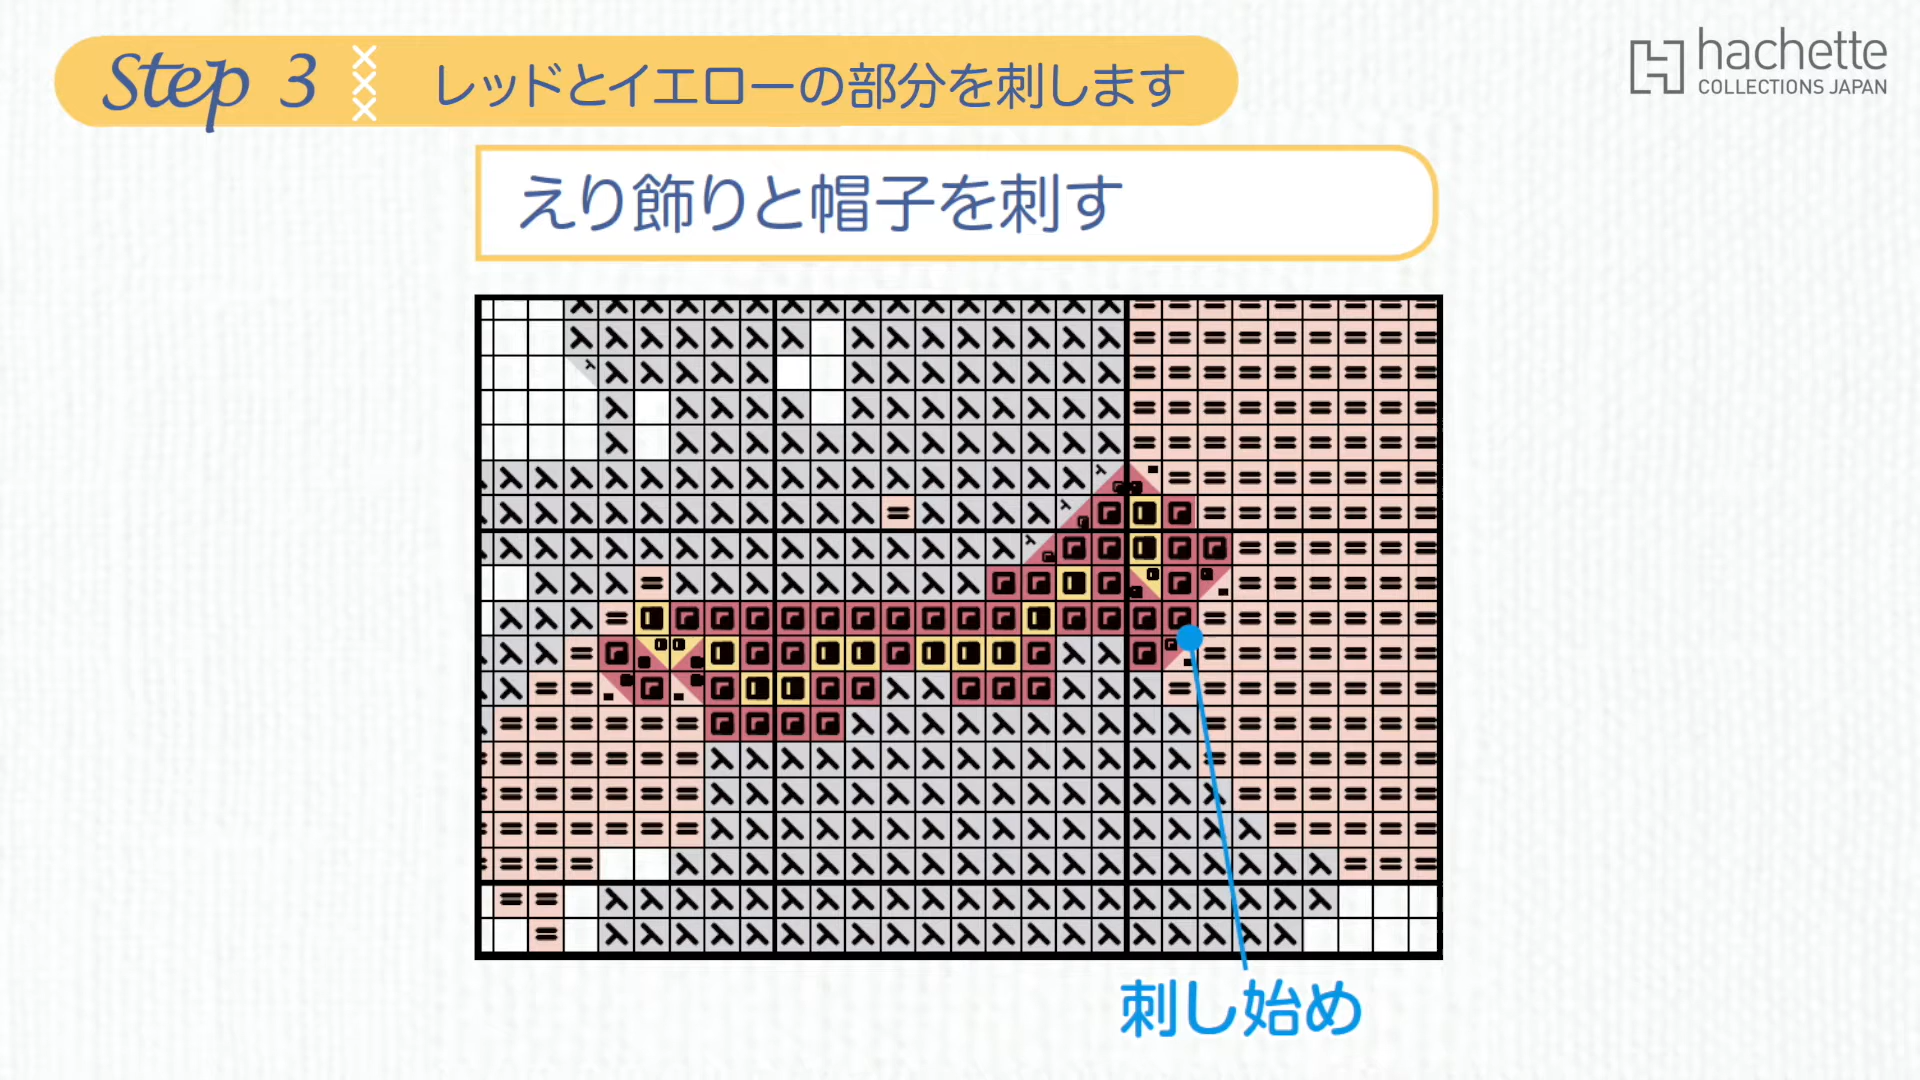 Step 3
レッドとイエローの部分を刺します
hachette
COLLECTIONS JAPAN
えり飾りと帽子を刺す
刺し始め